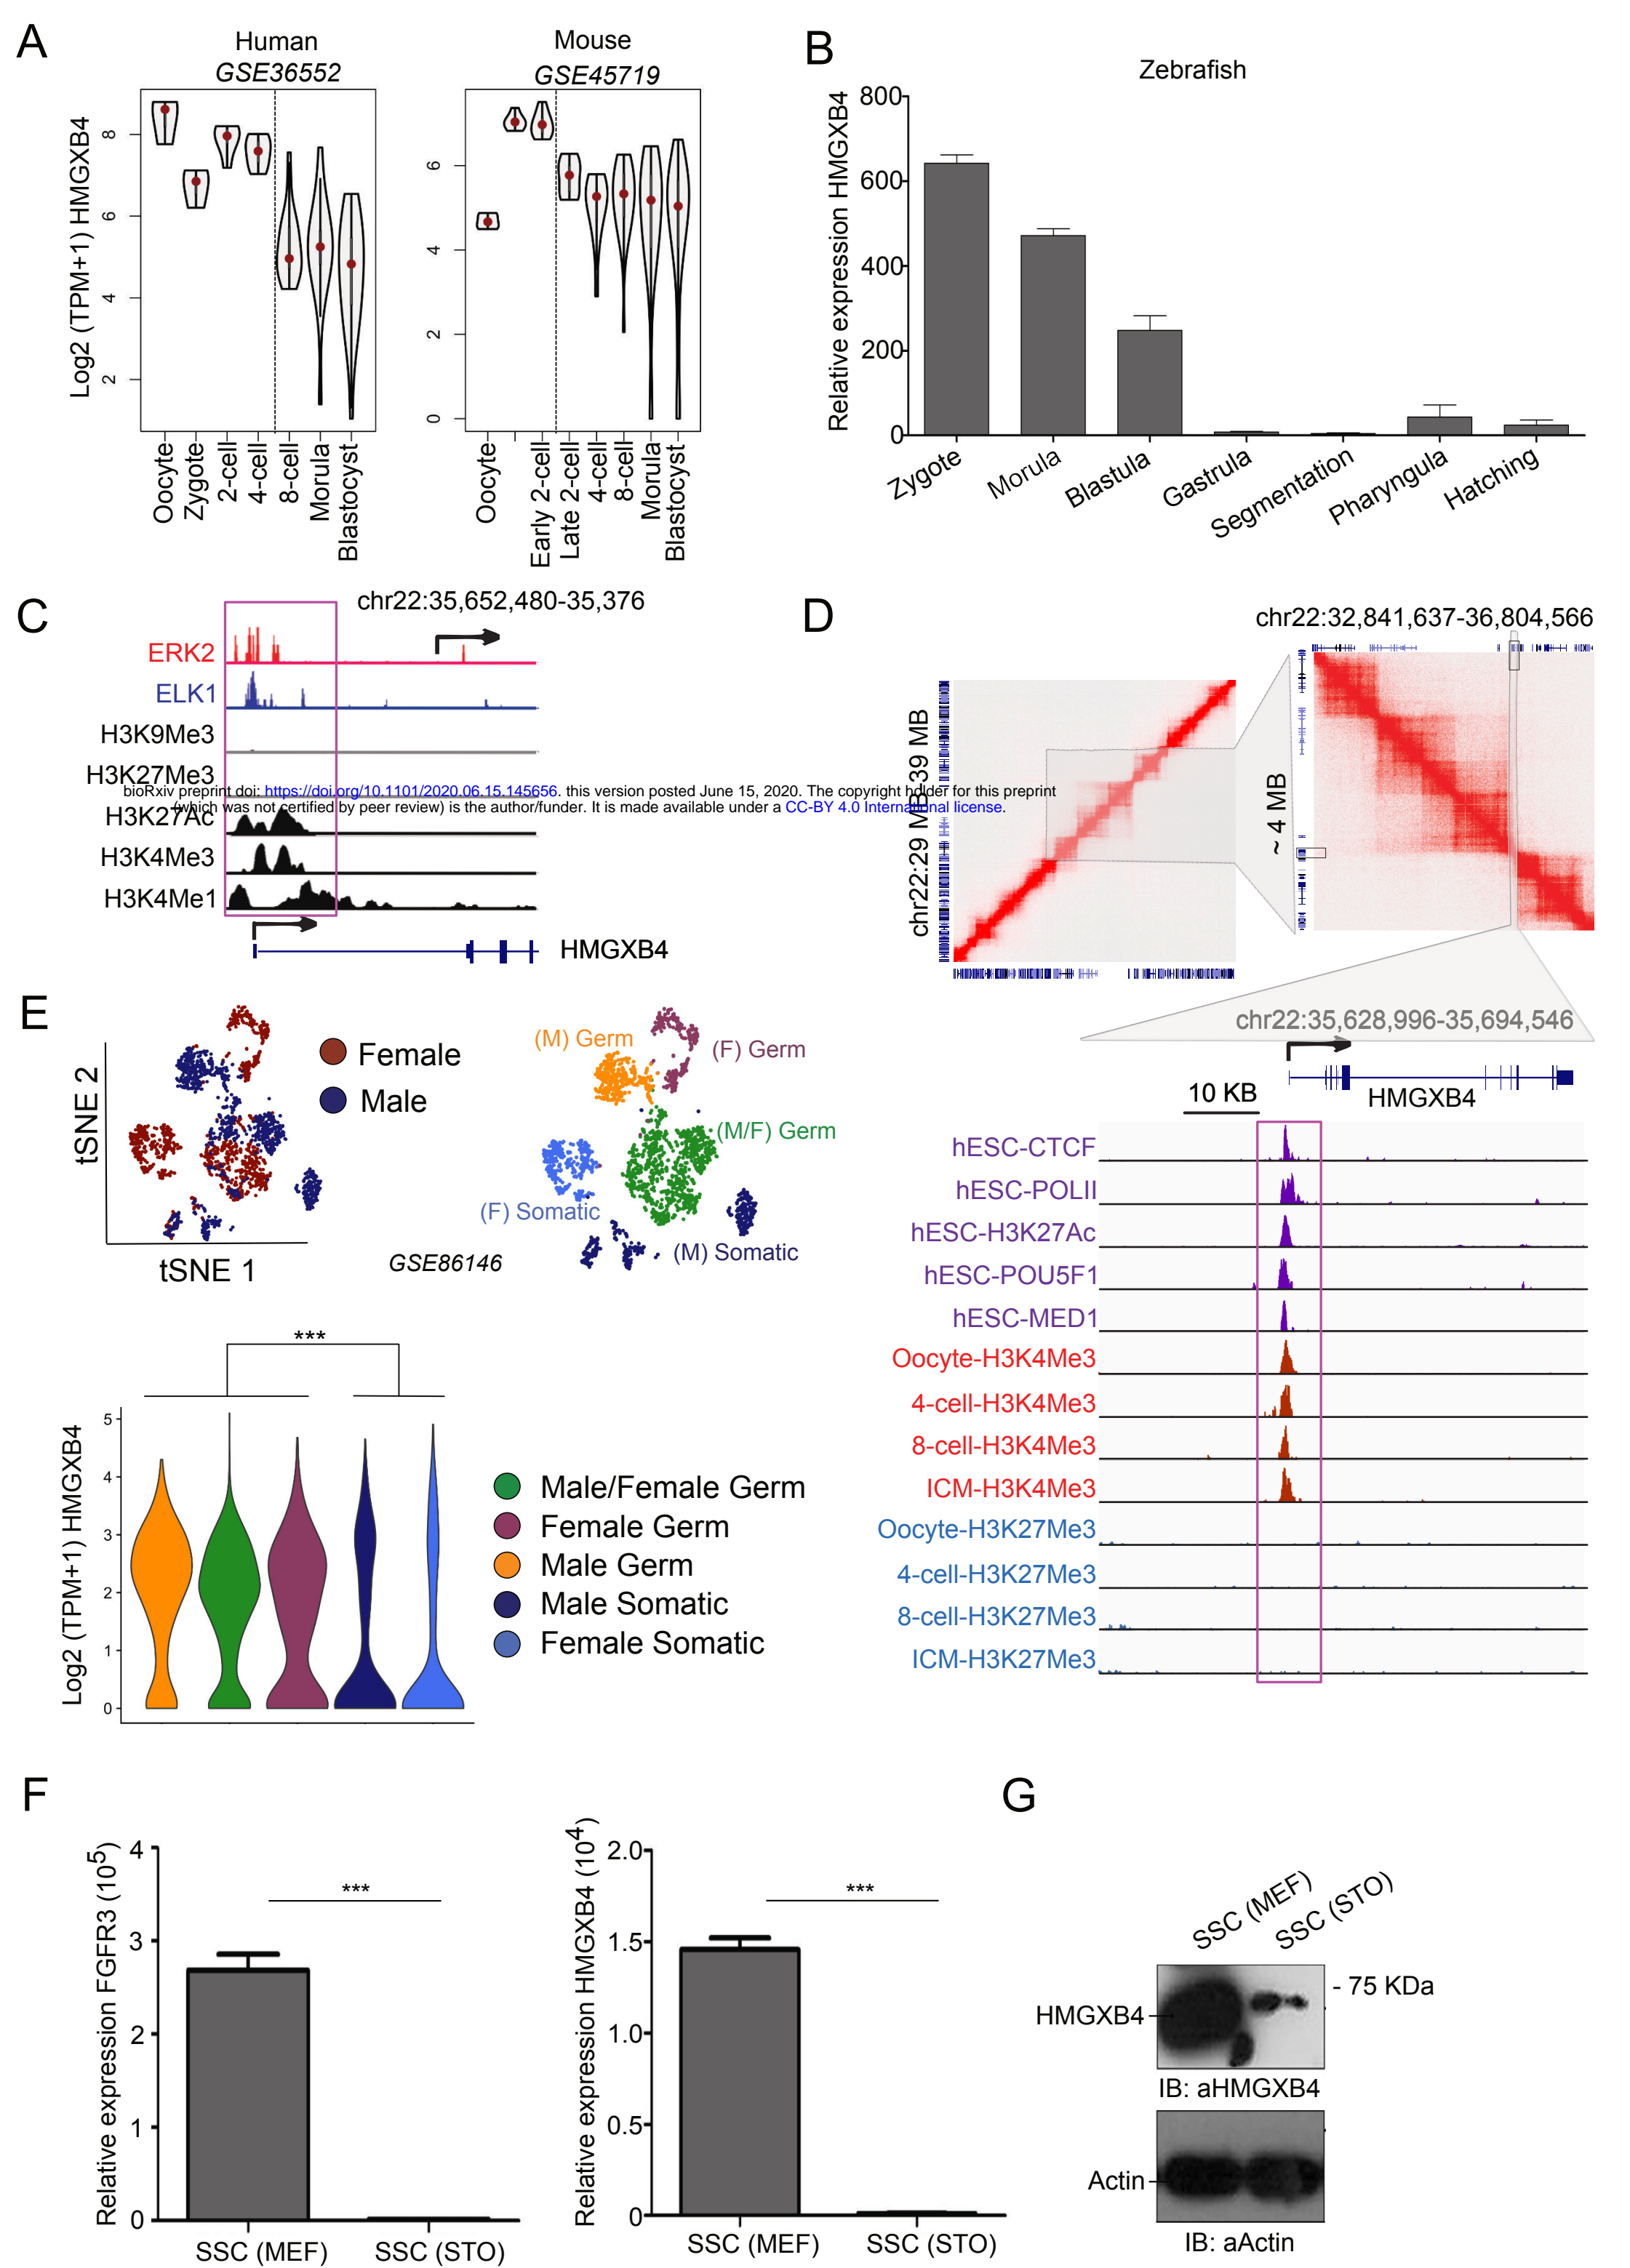 A
Human
GSE36552
Mouse
GSE45719
Log2 (TPM+1) HMGXB4
8
6
4
2
6
4
2
0
Oocyte
Zygote
2-cell
4-cell
8-cell
Morula
Blastocyst
Oocyte
Early 2-cell
Late 2-cell
4-cell
8-cell
Morula
Blastocyst
B
Zebrafish
Relative expression HMGXB4
800
600
400
200
0
Zygote
Morula
Blastula
Gastrula
Segmentation
Pharyngula
Hatching
C
chr22:35,652,480-35,376
ERK2
ELK1
H3K9Me3
H3K27Me3
bioRxiv preprint doi: https://doi.org/10.1101/2020.06.15.145656. this version posted June 15, 2020. The copyright holder for this preprint
(which was not certified by peer review) is the author/funder. It is made available under a CC-BY 4.0 International license.
H3K27Ac
H3K4Me3
H3K4Me1
HMGXB4
D
chr22:32,841,637-36,804,566
chr22:29 MB-39 MB
~ 4 MB
chr22:35,628,996-35,694,546
10 KB
HMGXB4
hESC-CTCF
hESC-POLII
hESC-H3K27Ac
hESC-POU5F1
hESC-MED1
Oocyte-H3K4Me3
4-cell-H3K4Me3
8-cell-H3K4Me3
ICM-H3K4Me3
Oocyte-H3K27Me3
4-cell-H3K27Me3
8-cell-H3K27Me3
ICM-H3K27Me3
E
tSNE 2
tSNE 1
Female
Male
(M) Germ
(F) Germ
(M/F) Germ
(F) Somatic
(M) Somatic
GSE86146
***
Log2 (TPM+1) HMGXB4
5
4
3
2
1
0
Male/Female Germ
Female Germ
Male Germ
Male Somatic
Female Somatic
F
Relative expression FGFR3 (10⁵)
4
3
2
1
0
***
SSC (MEF)
SSC (STO)
Relative expression HMGXB4 (10⁴)
2.0
1.5
1.0
0.5
0
***
SSC (MEF)
SSC (STO)
G
SSC (MEF)
SSC (STO)
- 75 KDa
HMGXB4
IB: aHMGXB4
Actin
IB: aActin